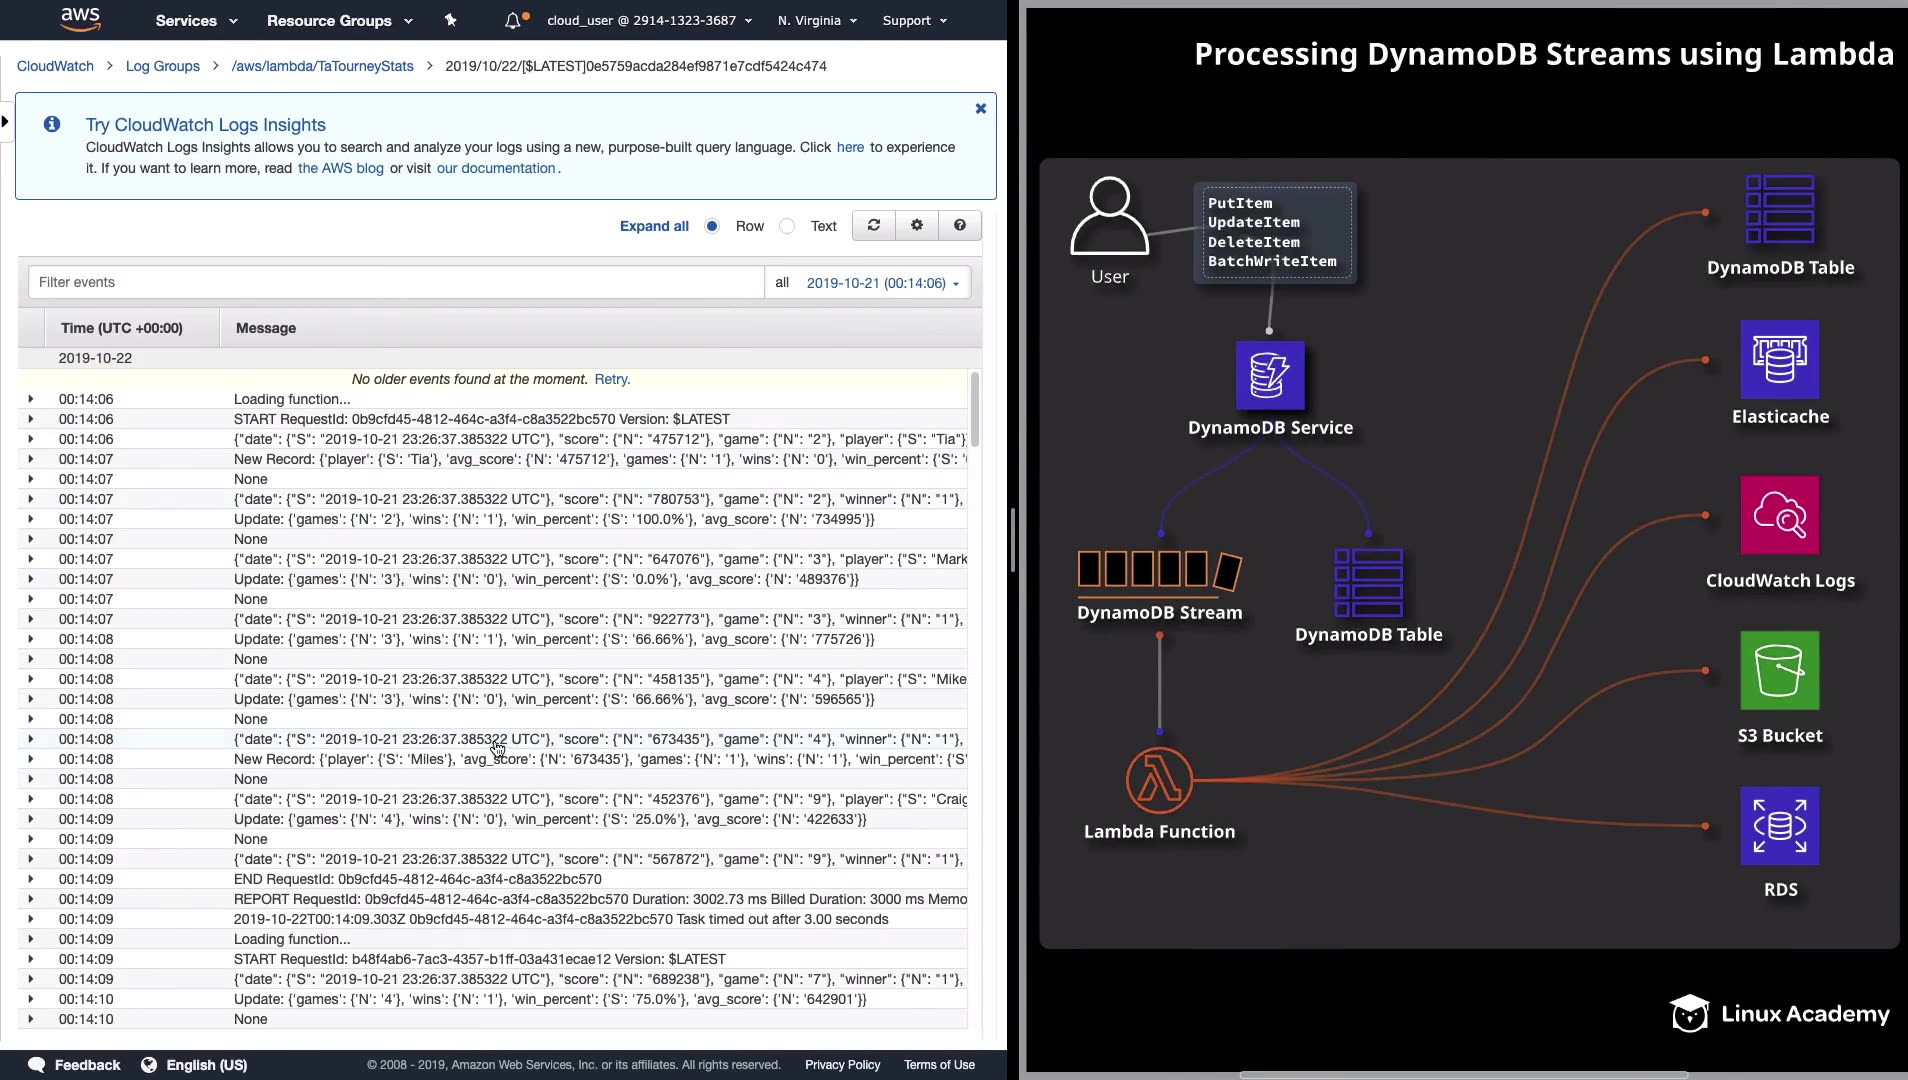 aws
Services
Resource Groups
cloud_user @ 2914-1323-3687
N. Virginia
Support
CloudWatch
Log Groups
/aws/lambda/TaTourneyStats
2019/10/22/[$LATEST]0e5759acda284ef9871e7cdf5424c474
Try CloudWatch Logs Insights
CloudWatch Logs Insights allows you to search and analyze your logs using a new, purpose-built query language. Click here to experience
it. If you want to learn more, read the AWS blog or visit our documentation.
Expand all
Row
Text
Filter events
all
2019-10-21 (00:14:06)
Time (UTC +00:00)
Message
2019-10-22
No older events found at the moment. Retry.
00:14:06 Loading function...
00:14:06 START RequestId: 0b9cfd45-4812-464c-a3f4-c8a3522bc570 Version: $LATEST
00:14:06 {"date": {"S": "2019-10-21 23:26:37.385322 UTC"}, "score": {"N": "475712"}, "game": {"N": "2"}, "player": {"S": "Tia"}
00:14:07 New Record: {'player': {'S': 'Tia'}, 'avg_score': {'N': '475712'}, 'games': {'N': '1'}, 'wins': {'N': '0'}, 'win_percent': {'S': '
00:14:07 None
00:14:07 {"date": {"S": "2019-10-21 23:26:37.385322 UTC"}, "score": {"N": "780753"}, "game": {"N": "2"}, "winner": {"N": "1"},
00:14:07 Update: {'games': {'N': '2'}, 'wins': {'N': '1'}, 'win_percent': {'S': '100.0%'}, 'avg_score': {'N': '734995'}}
00:14:07 None
00:14:07 {"date": {"S": "2019-10-21 23:26:37.385322 UTC"}, "score": {"N": "647076"}, "game": {"N": "3"}, "player": {"S": "Mark
00:14:07 Update: {'games': {'N': '3'}, 'wins': {'N': '0'}, 'win_percent': {'S': '0.0%'}, 'avg_score': {'N': '489376'}}
00:14:07 None
00:14:07 {"date": {"S": "2019-10-21 23:26:37.385322 UTC"}, "score": {"N": "922773"}, "game": {"N": "3"}, "winner": {"N": "1"},
00:14:08 Update: {'games': {'N': '3'}, 'wins': {'N': '1'}, 'win_percent': {'S': '66.66%'}, 'avg_score': {'N': '775726'}}
00:14:08 None
00:14:08 {"date": {"S": "2019-10-21 23:26:37.385322 UTC"}, "score": {"N": "458135"}, "game": {"N": "4"}, "player": {"S": "Mike
00:14:08 Update: {'games': {'N': '3'}, 'wins': {'N': '0'}, 'win_percent': {'S': '66.66%'}, 'avg_score': {'N': '596565'}}
00:14:08 None
00:14:08 {"date": {"S": "2019-10-21 23:26:37.385322 UTC"}, "score": {"N": "673435"}, "game": {"N": "4"}, "winner": {"N": "1"},
00:14:08 New Record: {'player': {'S': 'Miles'}, 'avg_score': {'N': '673435'}, 'games': {'N': '1'}, 'wins': {'N': '1'}, 'win_percent': {'S'
00:14:08 None
00:14:08 {"date": {"S": "2019-10-21 23:26:37.385322 UTC"}, "score": {"N": "452376"}, "game": {"N": "9"}, "player": {"S": "Craig
00:14:09 Update: {'games': {'N': '4'}, 'wins': {'N': '0'}, 'win_percent': {'S': '25.0%'}, 'avg_score': {'N': '422633'}}
00:14:09 None
00:14:09 {"date": {"S": "2019-10-21 23:26:37.385322 UTC"}, "score": {"N": "567872"}, "game": {"N": "9"}, "winner": {"N": "1"},
00:14:09 END RequestId: 0b9cfd45-4812-464c-a3f4-c8a3522bc570
00:14:09 REPORT RequestId: 0b9cfd45-4812-464c-a3f4-c8a3522bc570 Duration: 3002.73 ms Billed Duration: 3000 ms Memo
00:14:09 2019-10-22T00:14:09.303Z 0b9cfd45-4812-464c-a3f4-c8a3522bc570 Task timed out after 3.00 seconds
00:14:09 Loading function...
00:14:09 START RequestId: b48f4ab6-7ac3-4357-b1ff-03a431ecae12 Version: $LATEST
00:14:09 {"date": {"S": "2019-10-21 23:26:37.385322 UTC"}, "score": {"N": "689238"}, "game": {"N": "7"}, "winner": {"N": "1"},
00:14:10 Update: {'games': {'N': '4'}, 'wins': {'N': '1'}, 'win_percent': {'S': '75.0%'}, 'avg_score': {'N': '642901'}}
00:14:10 None
Feedback
English (US)
© 2008 - 2019, Amazon Web Services, Inc. or its affiliates. All rights reserved.
Privacy Policy
Terms of Use
Processing DynamoDB Streams using Lambda
User
PutItem
UpdateItem
DeleteItem
BatchWriteItem
DynamoDB Service
DynamoDB Stream
DynamoDB Table
Lambda Function
DynamoDB Table
Elasticache
CloudWatch Logs
S3 Bucket
RDS
Linux Academy